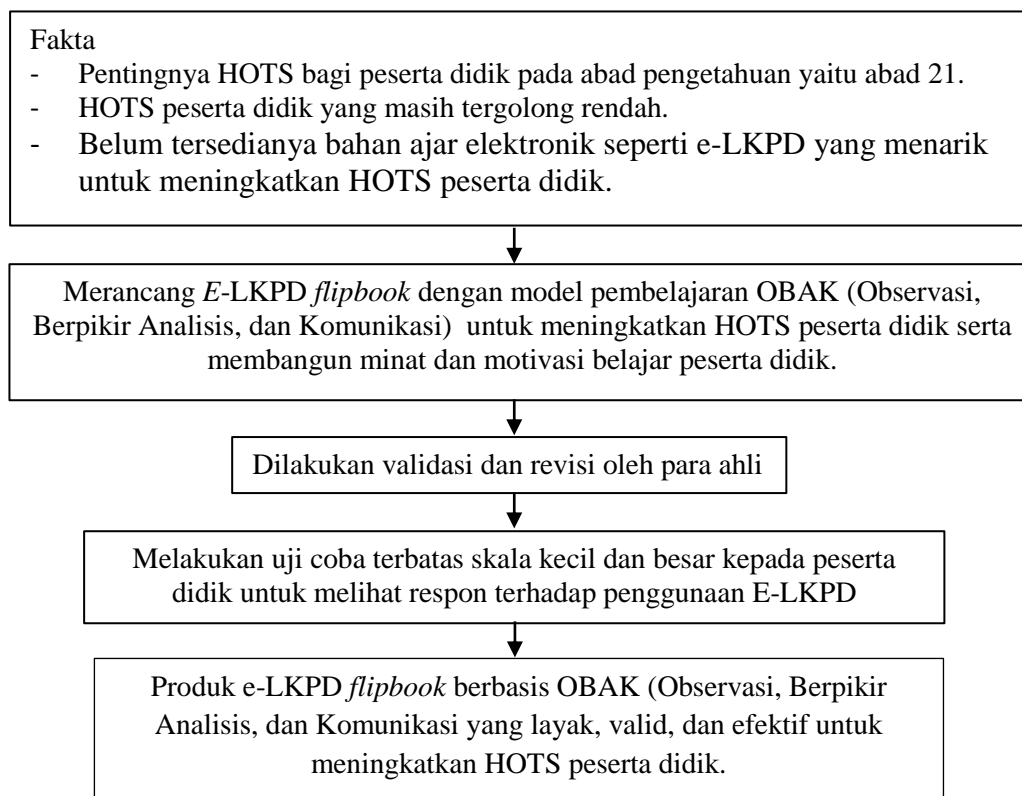 Fakta
- Pentingnya HOTS bagi peserta didik pada abad pengetahuan yaitu abad 21.
- HOTS peserta didik yang masih tergolong rendah.
- Belum tersedianya bahan ajar elektronik seperti e-LKPD yang menarik
untuk meningkatkan HOTS peserta didik.
Merancang E-LKPD flipbook dengan model pembelajaran OBAK (Observasi,
Berpikir Analisis, dan Komunikasi) untuk meningkatkan HOTS peserta didik serta
membangun minat dan motivasi belajar peserta didik.
Dilakukan validasi dan revisi oleh para ahli
Melakukan uji coba terbatas skala kecil dan besar kepada peserta
didik untuk melihat respon terhadap penggunaan E-LKPD
Produk e-LKPD flipbook berbasis OBAK (Observasi, Berpikir
Analisis, dan Komunikasi yang layak, valid, dan efektif untuk
meningkatkan HOTS peserta didik.